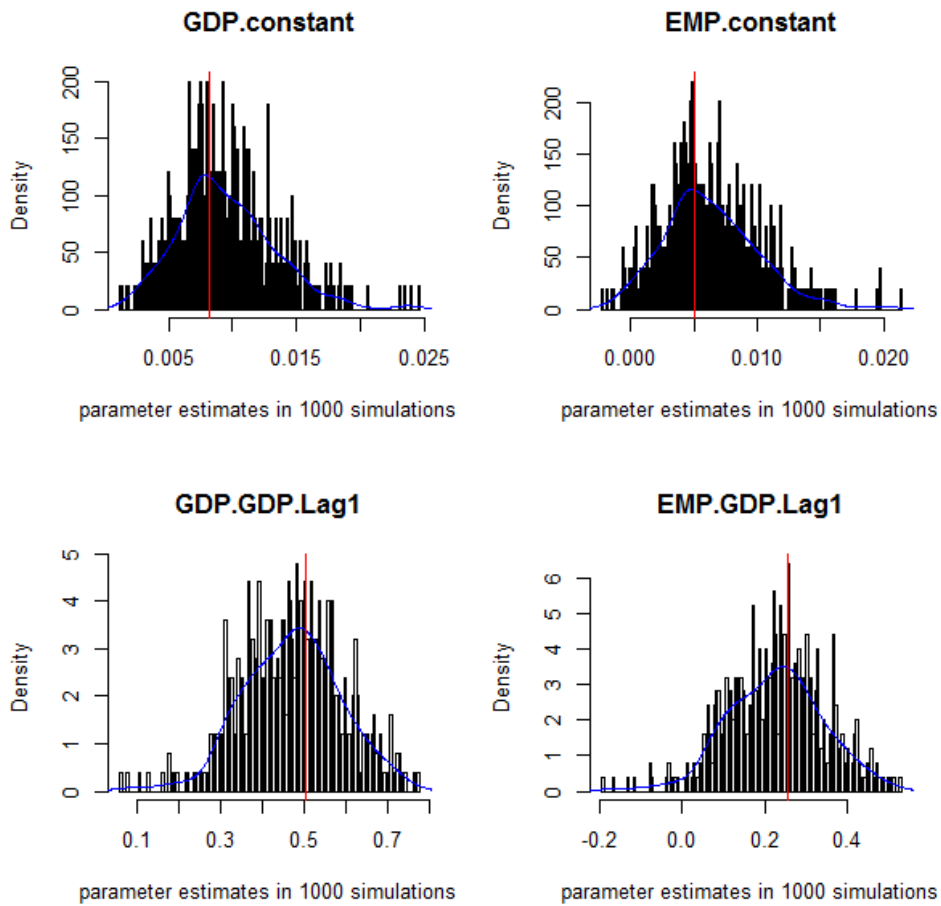 GDP.constant
Density
0 50 100 150 200
0.005 0.015 0.025
parameter estimates in 1000 simulations
EMP.constant
Density
0 50 100 150 200
0.000 0.010 0.020
parameter estimates in 1000 simulations
GDP.GDP.Lag1
Density
0 1 2 3 4 5
0.1 0.3 0.5 0.7
parameter estimates in 1000 simulations
EMP.GDP.Lag1
Density
0 1 2 3 4 5 6
-0.2 0.0 0.2 0.4
parameter estimates in 1000 simulations